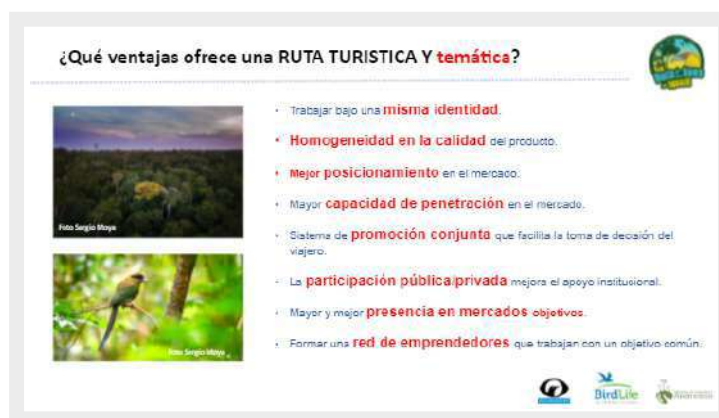 ¿Qué ventajas ofrece una RUTA TURISTICA Y temática?
Trabajar bajo una misma identidad.
Homogeneidad en la calidad del producto.
Mejor posicionamiento en el mercado.
Mayor capacidad de penetración en el mercado.
Sistema de promoción conjunta que facilita la toma de decisión del
viajero.
La participación pública/privada mejora el apoyo institucional.
Mayor y mejor presencia en mercados objetivos.
Formar una red de emprendedores que trabajan con un objetivo común.
Foto Sergio Moya
Foto Sergio Moya
BirdLife